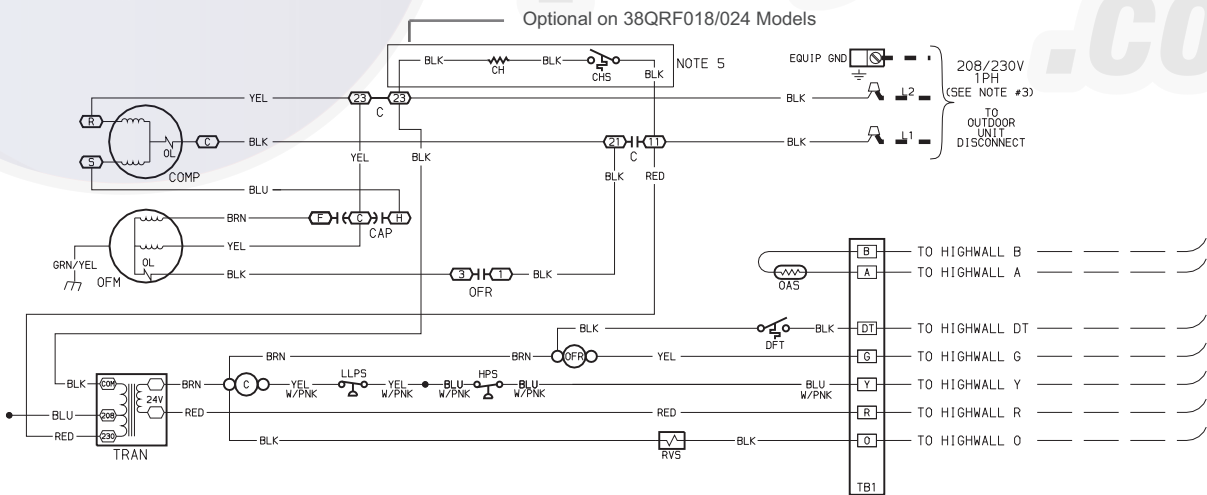 .co
Optional on 38QRF018/024 Models
BLK CH BLK CHS BLK NOTE 5
EQUIP GND
208/230V
1PH
(SEE NOTE #3)
TO
OUTDOOR
UNIT
DISCONNECT
R YEL 23 23 C BLK L2
S OL C BLK 21 C 11 BLK L1
COMP
YEL BLK BLK RED
BLU
BRN F C H
CAP
YEL
GRN/YEL OL
OFM
BLK 3 1 BLK
OFR
B TO HIGHWALL B
OAS A TO HIGHWALL A
BLK DFT BLK DT TO HIGHWALL DT
BRN BRN OFR YEL G TO HIGHWALL G
BLK COM 24V BRN C YEL W/PNK LLPS YEL W/PNK BLU W/PNK HPS BLU W/PNK BLU W/PNK Y TO HIGHWALL Y
BLU 208 RED RED R TO HIGHWALL R
RED 230 BLK RVS BLK O TO HIGHWALL O
TRAN
TB1